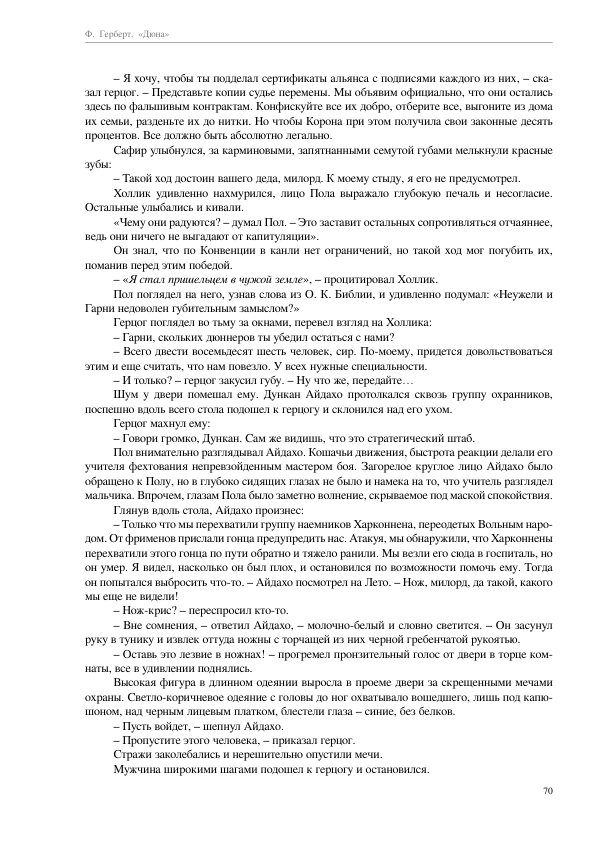 Ф. Герберт. «Дюна»
– Я хочу, чтобы ты подделал сертификаты альянса с подписями каждого из них, – ска-
зал герцог. – Представьте копии судье перемены. Мы объявим официально, что они остались
здесь по фальшивым контрактам. Конфискуйте все их добро, отберите все, выгоните из дома
их семьи, разденьте их до нитки. Но чтобы Корона при этом получила свои законные десять
процентов. Все должно быть абсолютно легально.
Сафир улыбнулся, за карминовыми, запятнанными семутой губами мелькнули красные
зубы:
– Такой ход достоин вашего деда, милорд. К моему стыду, я его не предусмотрел.
Холлик удивленно нахмурился, лицо Пола выражало глубокую печаль и несогласие.
Остальные улыбались и кивали.
«Чему они радуются? – думал Пол. – Это заставит остальных сопротивляться отчаяннее,
ведь они ничего не выгадают от капитуляции».
Он знал, что по Конвенции в канли нет ограничений, но такой ход мог погубить их,
поманив перед этим победой.
– «Я стал пришельцем в чужой земле», – процитировал Холлик.
Пол поглядел на него, узнав слова из О. К. Библии, и удивленно подумал: «Неужели и
Гарни недоволен губительным замыслом?»
Герцог поглядел во тьму за окнами, перевел взгляд на Холлика:
– Гарни, скольких дюннеров ты убедил остаться с нами?
– Всего двести восемьдесят шесть человек, сир. По-моему, придется довольствоваться
этим и еще считать, что нам повезло. У всех нужные специальности.
– И только? – герцог закусил губу. – Ну что же, передайте…
Шум у двери помешал ему. Дункан Айдахо протолкался сквозь группу охранников,
поспешно вдоль всего стола подошел к герцогу и склонился над его ухом.
Герцог махнул ему:
– Говори громко, Дункан. Сам же видишь, что это стратегический штаб.
Пол внимательно разглядывал Айдахо. Кошачьи движения, быстрота реакции делали его
учителя фехтования непревзойденным мастером боя. Загорелое круглое лицо Айдахо было
обращено к Полу, но в глубоко сидящих глазах не было и намека на то, что учитель разглядел
мальчика. Впрочем, глазам Пола было заметно волнение, скрываемое под маской спокойствия.
Глянув вдоль стола, Айдахо произнес:
– Только что мы перехватили группу наемников Харконнена, переодетых Вольным наро-
дом. От фрименов прислали гонца предупредить нас. Атакуя, мы обнаружили, что Харконнены
перехватили этого гонца по пути обратно и тяжело ранили. Мы везли его сюда в госпиталь, но
он умер. Я видел, насколько он был плох, и остановился по возможности помочь ему. Тогда
он попытался выбросить что-то. – Айдахо посмотрел на Лето. – Нож, милорд, да такой, какого
мы еще не видели!
– Нож-крис? – переспросил кто-то.
– Вне сомнения, – ответил Айдахо, – молочно-белый и словно светится. – Он засунул
руку в тунику и извлек оттуда ножны с торчащей из них черной гребенчатой рукоятью.
– Оставь это лезвие в ножнах! – прогремел пронзительный голос от двери в торце ком-
наты, все в удивлении поднялись.
Высокая фигура в длинном одеянии выросла в проеме двери за скрещенными мечами
охраны. Светло-коричневое одеяние с головы до ног охватывало вошедшего, лишь под капю-
шоном, над черным лицевым платком, блестели глаза – синие, без белков.
– Пусть войдет, – шепнул Айдахо.
– Пропустите этого человека, – приказал герцог.
Стражи заколебались и нерешительно опустили мечи.
Мужчина широкими шагами подошел к герцогу и остановился.
70